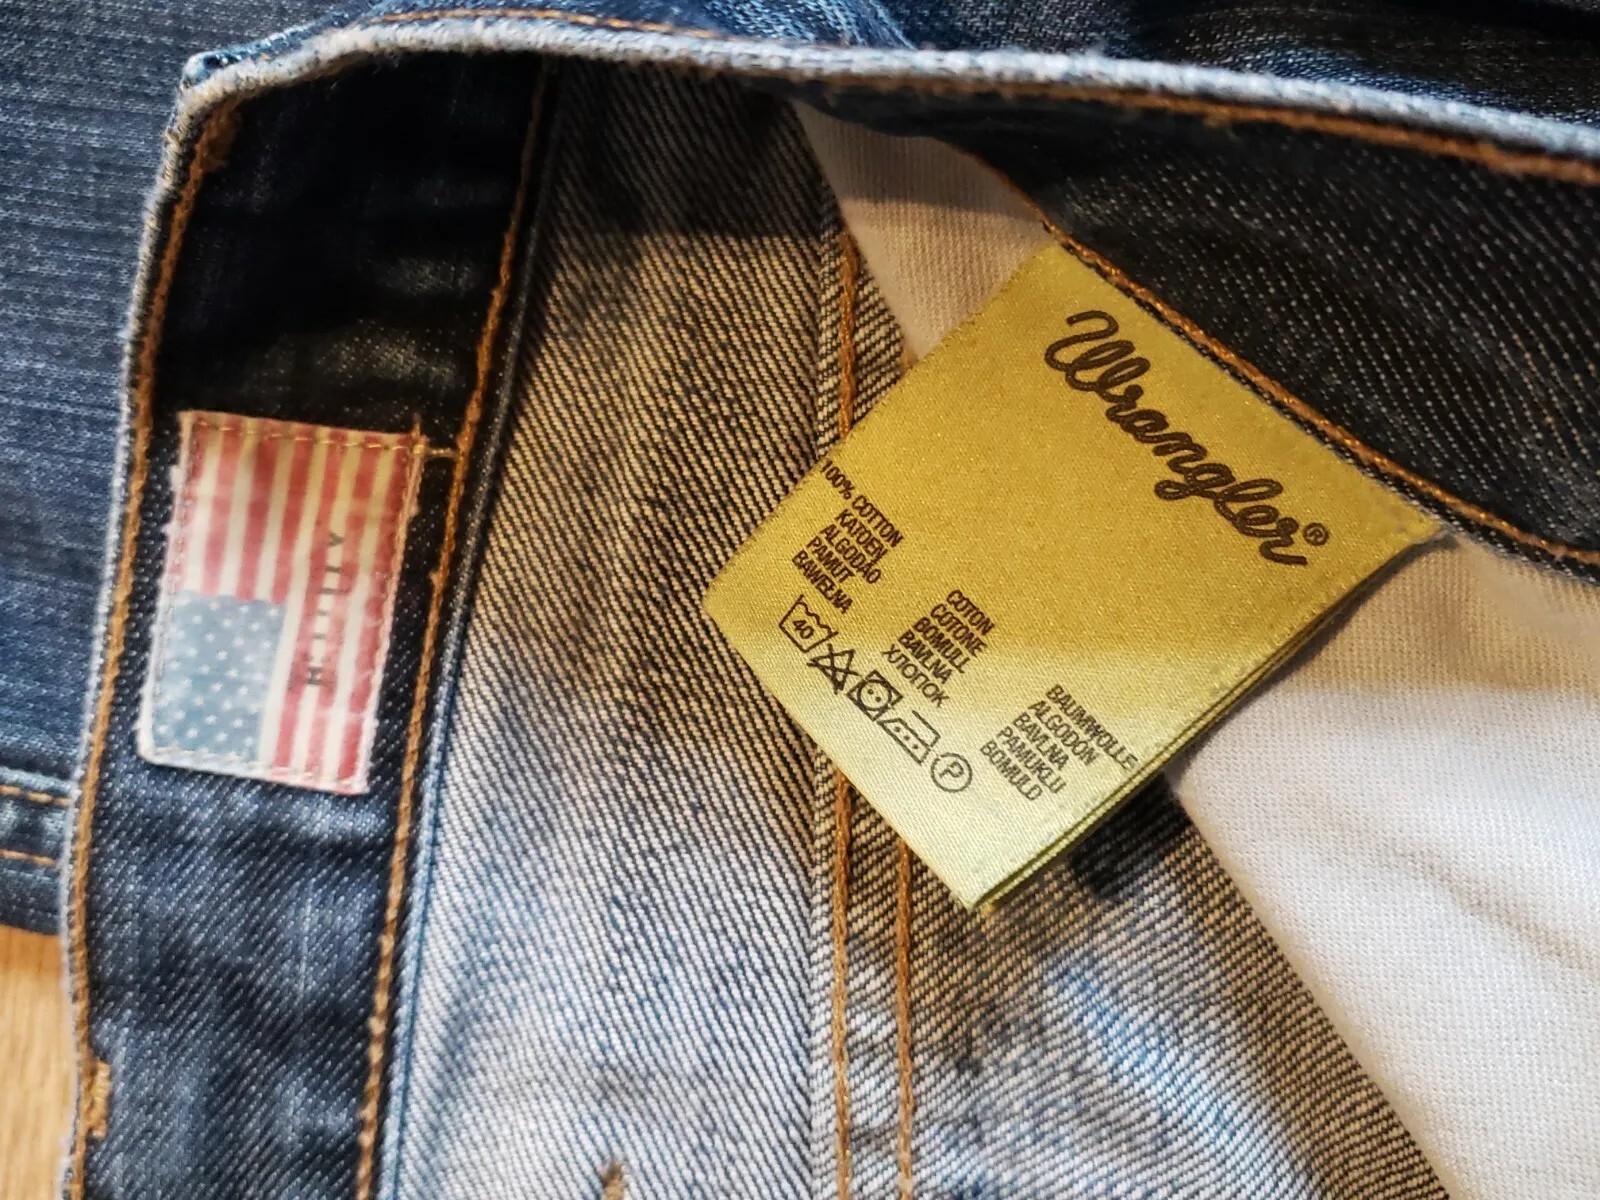 Wrangler®
100% COTTON
KATOEN
ALGODÃO
PAMUT
BAWEŁNA
COTON
COTONE
BOMULL
BAVLNA
ХЛОПОК
BAUMWOLLE
ALGODÓN
BAVLNA
PAMUKLU
BOMULD
40
P